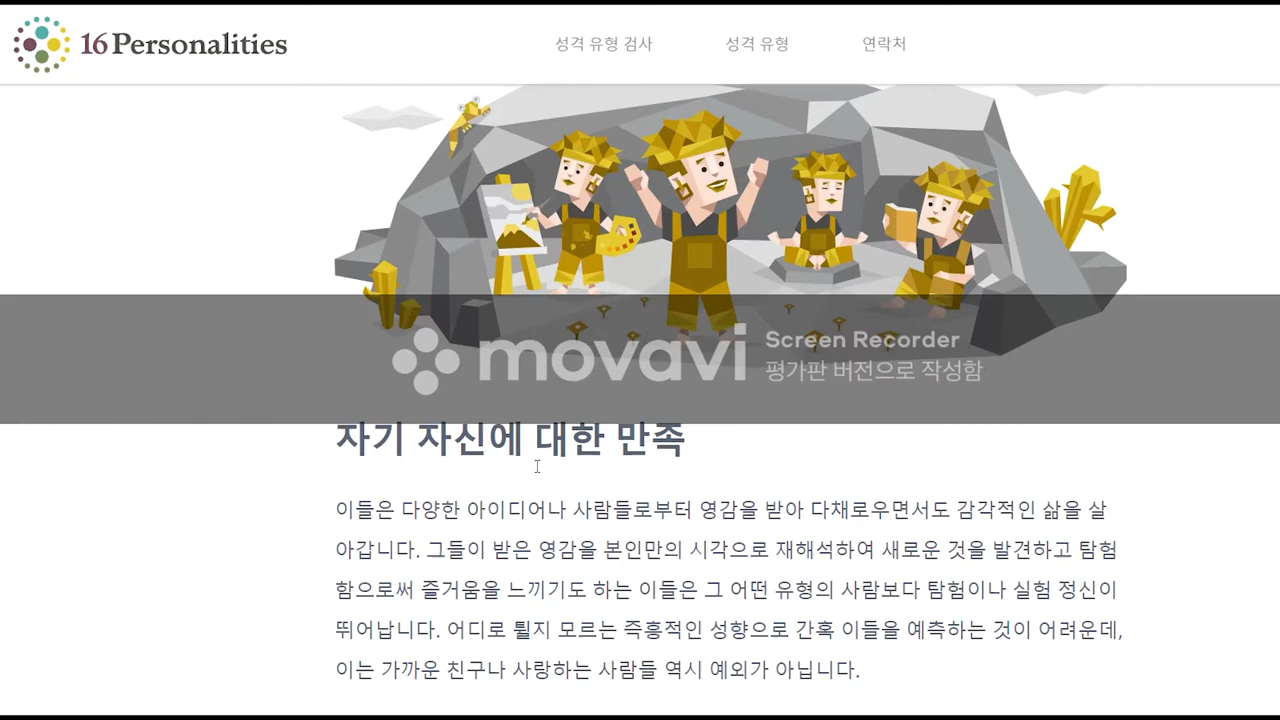 16Personalities
성격 유형 검사 성격 유형 연락처
movavi Screen Recorder
평가판 버전으로 작성함
자기 자신에 대한 만족
이들은 다양한 아이디어나 사람들로부터 영감을 받아 다채로우면서도 감각적인 삶을 살
아갑니다. 그들이 받은 영감을 본인만의 시각으로 재해석하여 새로운 것을 발견하고 탐험
함으로써 즐거움을 느끼기도 하는 이들은 그 어떤 유형의 사람보다 탐험이나 실험 정신이
뛰어납니다. 어디로 튈지 모르는 즉흥적인 성향으로 간혹 이들을 예측하는 것이 어려운데,
이는 가까운 친구나 사랑하는 사람들 역시 예외가 아닙니다.